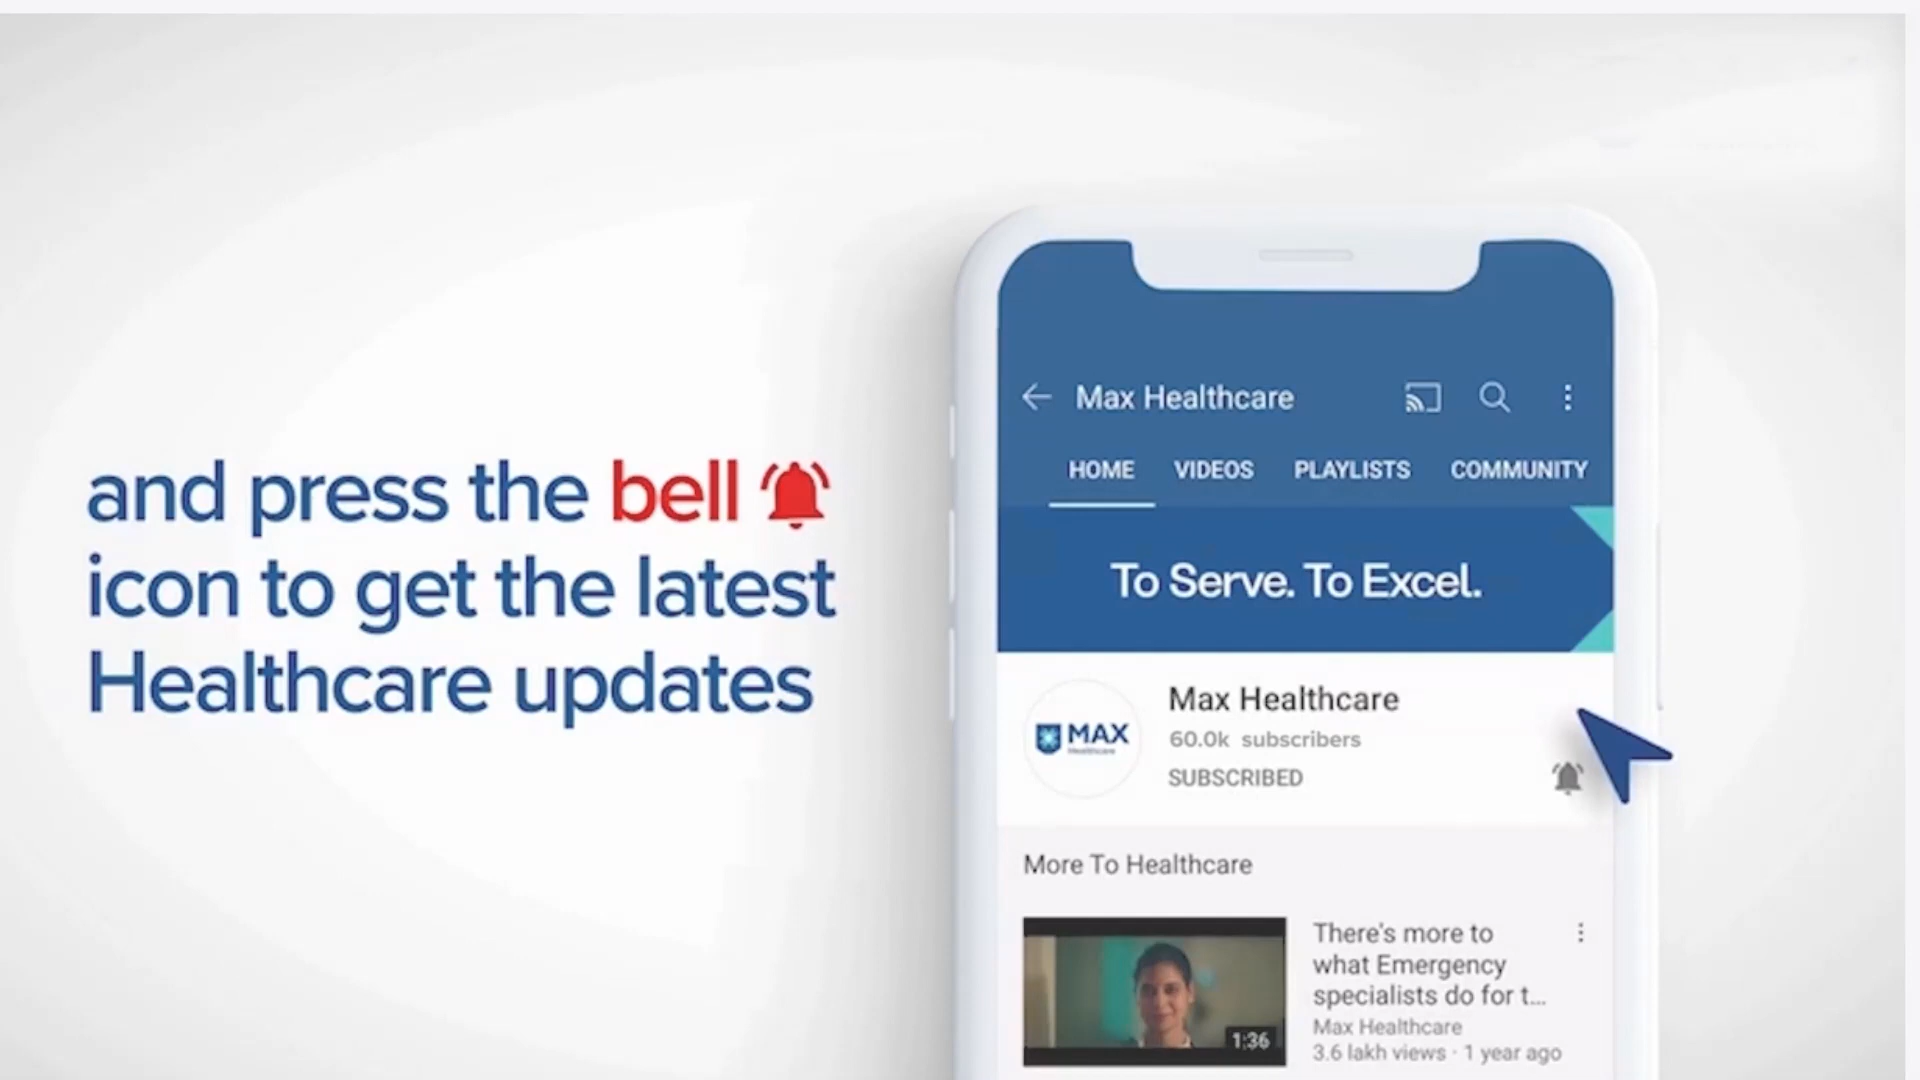 and press the bell
icon to get the latest
Healthcare updates
Max Healthcare
HOME VIDEOS PLAYLISTS COMMUNITY
To Serve. To Excel.
MAX
Healthcare
Max Healthcare
60.0k subscribers
SUBSCRIBED
More To Healthcare
1:36
There's more to
what Emergency
specialists do for t...
Max Healthcare
3.6 lakh views · 1 year ago